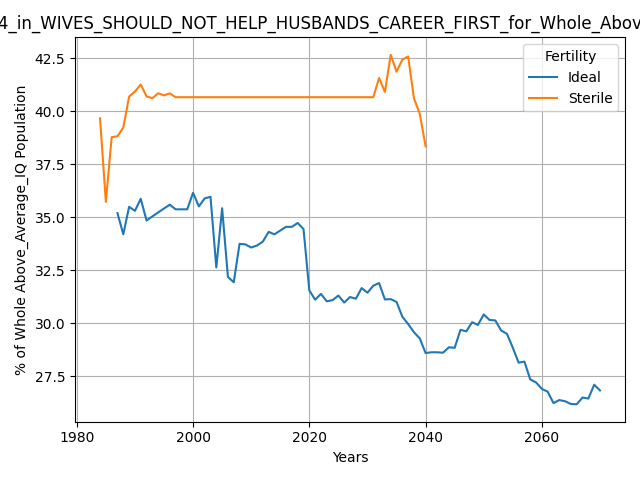 4_in_WIVES_SHOULD_NOT_HELP_HUSBANDS_CAREER_FIRST_for_Whole_Above
Fertility
Ideal
Sterile
% of Whole Above_Average_IQ Population
42.5
40.0
37.5
35.0
32.5
30.0
27.5
1980
2000
2020
2040
2060
Years